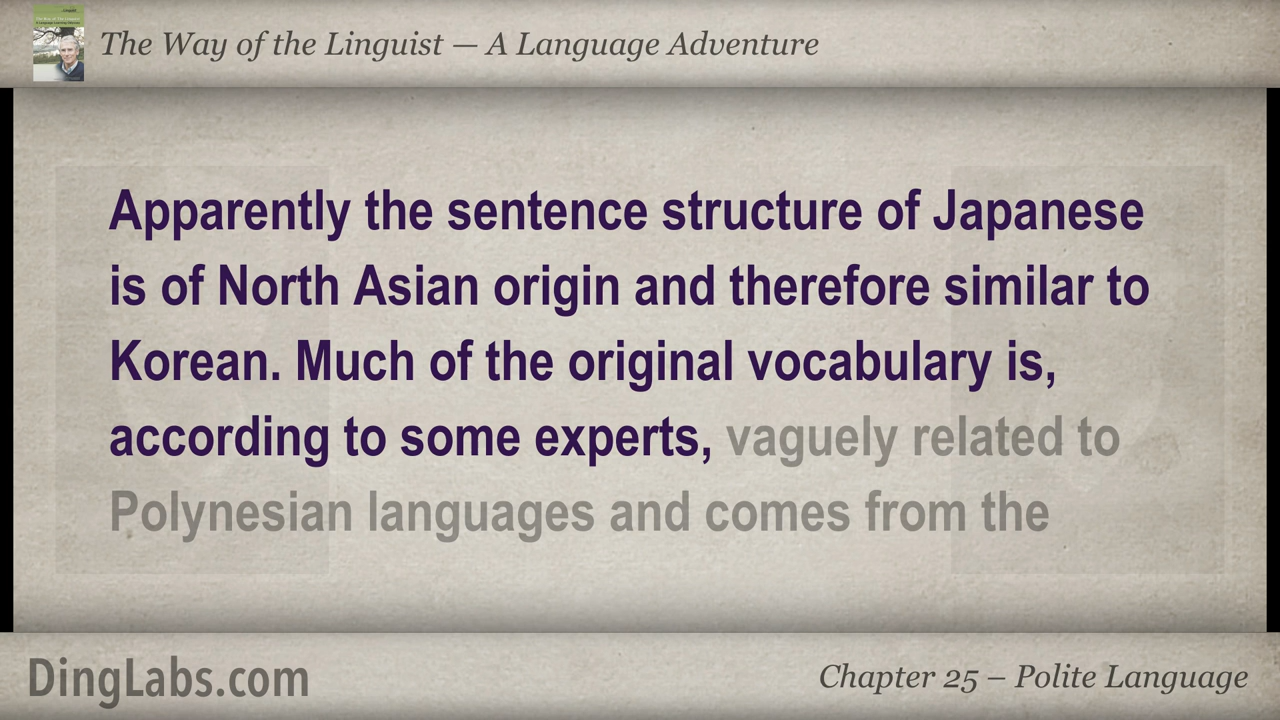 The Way of the Linguist — A Language Adventure
Apparently the sentence structure of Japanese
is of North Asian origin and therefore similar to
Korean. Much of the original vocabulary is,
according to some experts, vaguely related to
Polynesian languages and comes from the
DingLabs.com
Chapter 25 – Polite Language